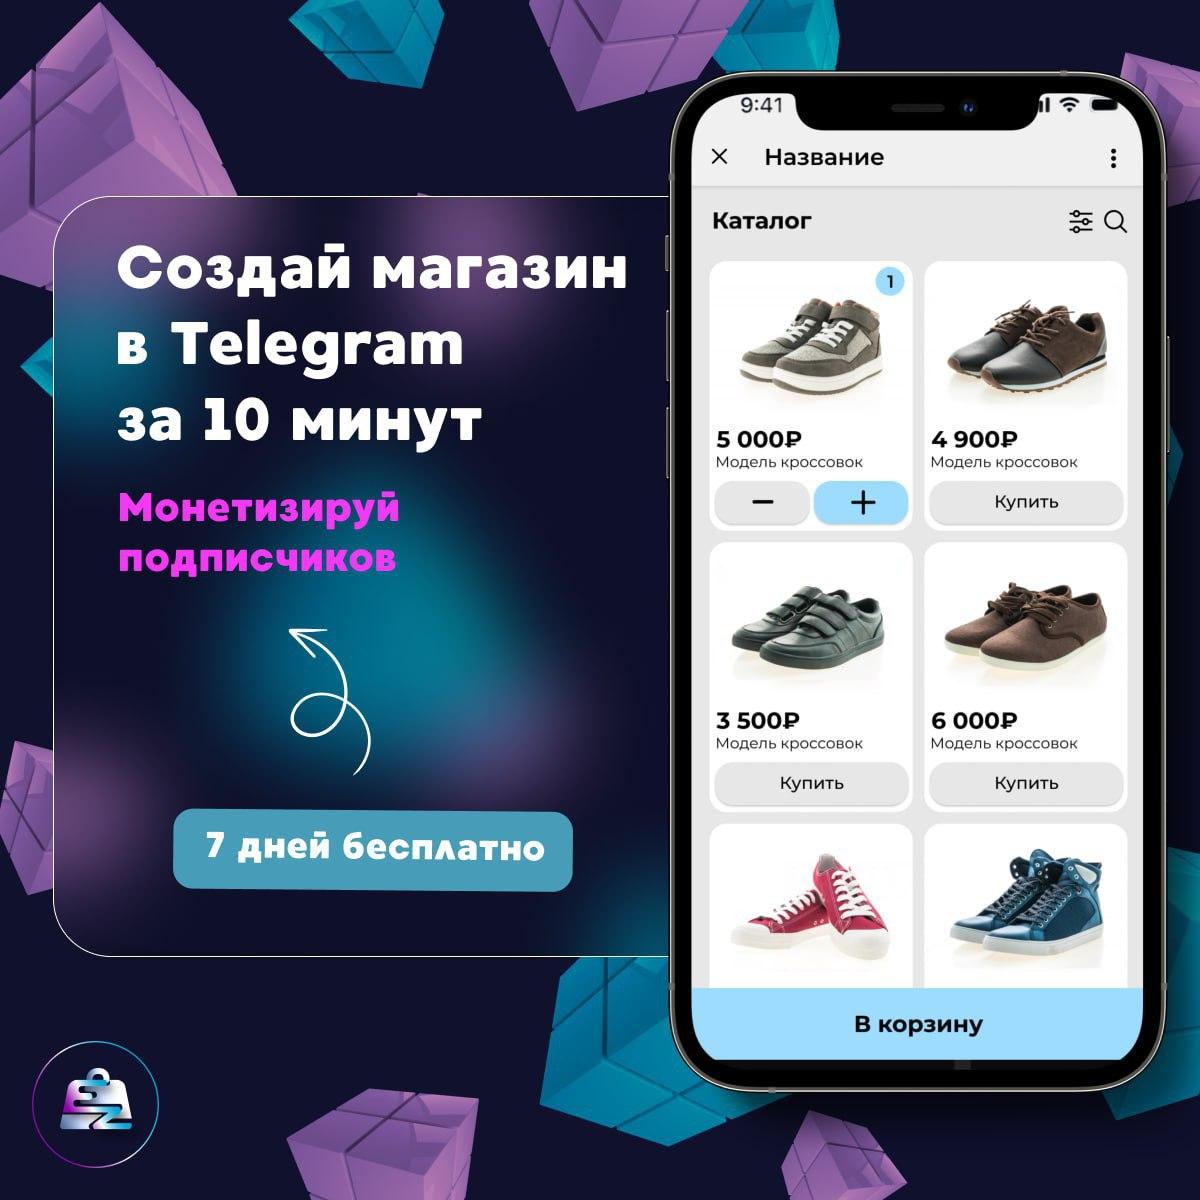 Создай магазин
в Telegram
за 10 минут
Монетизируй
подписчиков
7 дней бесплатно
9:41
Название
Каталог
1
5 000₽
Модель кроссовок
4 900₽
Модель кроссовок
Купить
3 500₽
Модель кроссовок
Купить
6 000₽
Модель кроссовок
Купить
В корзину